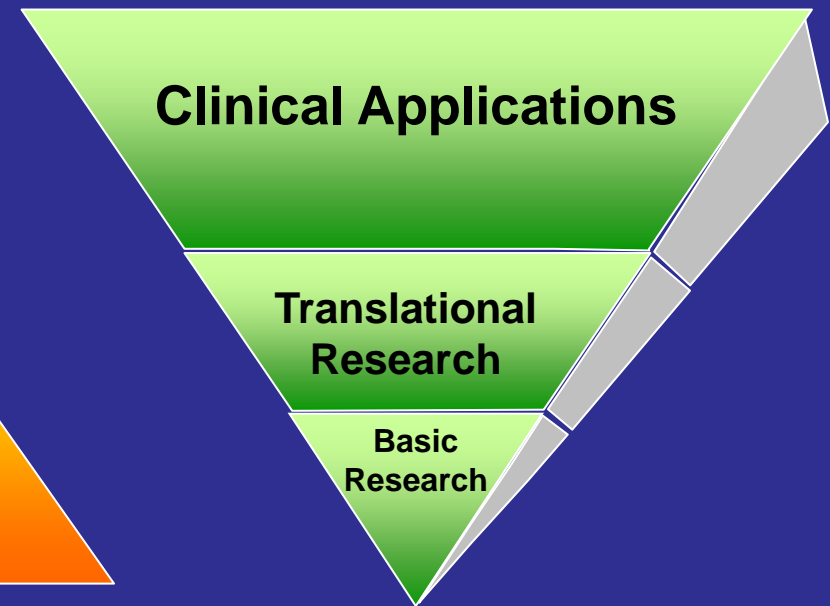 Clinical Applications
Translational
Research
Basic
Research